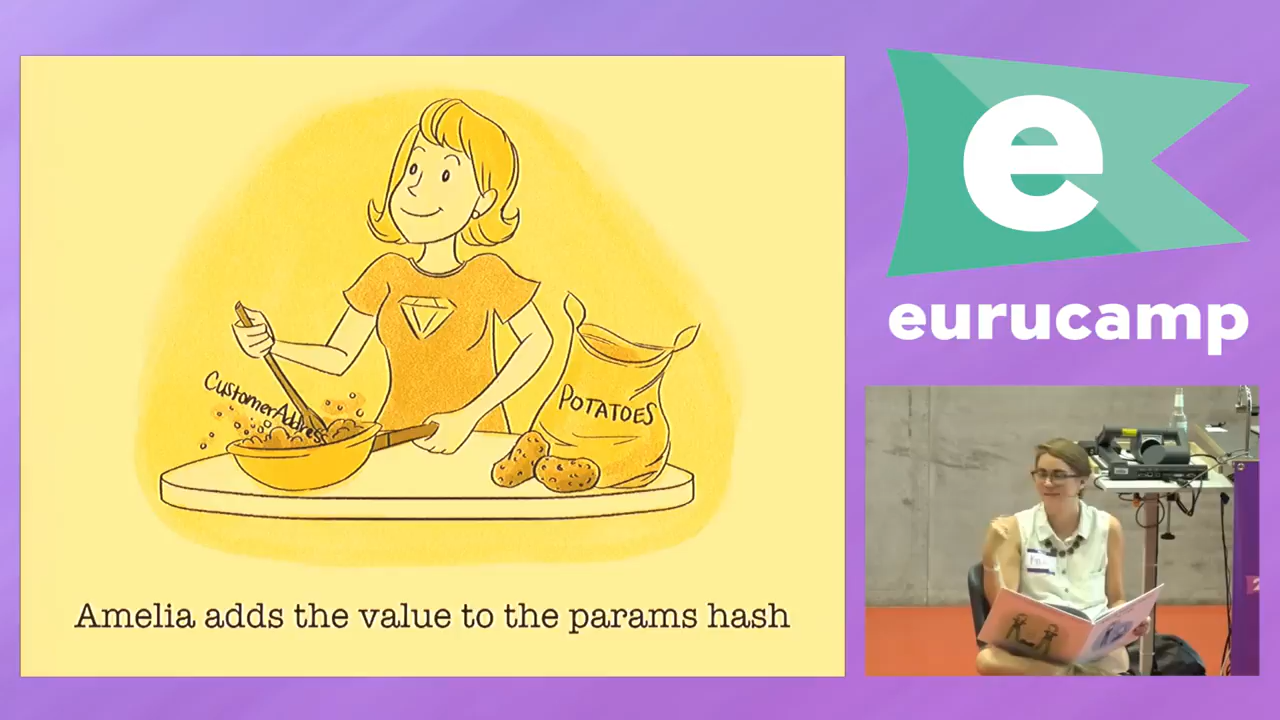 CustomerAddress
POTATOES
Amelia adds the value to the params hash
e
eurucamp